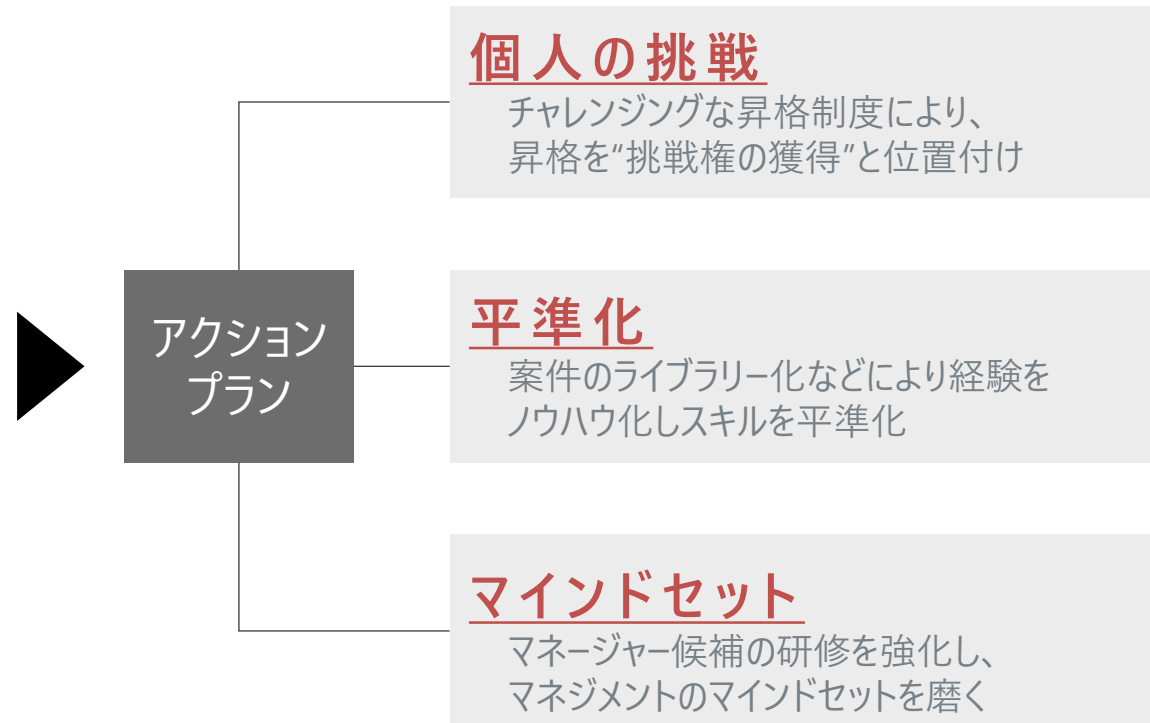 個人の挑戦
チャレンジングな昇格制度により、
昇格を“挑戦権の獲得”と位置付け
アクション
プラン
平準化
案件のライブラリー化などにより経験を
ノウハウ化しスキルを平準化
マインドセット
マネージャー候補の研修を強化し、
マネジメントのマインドセットを磨く